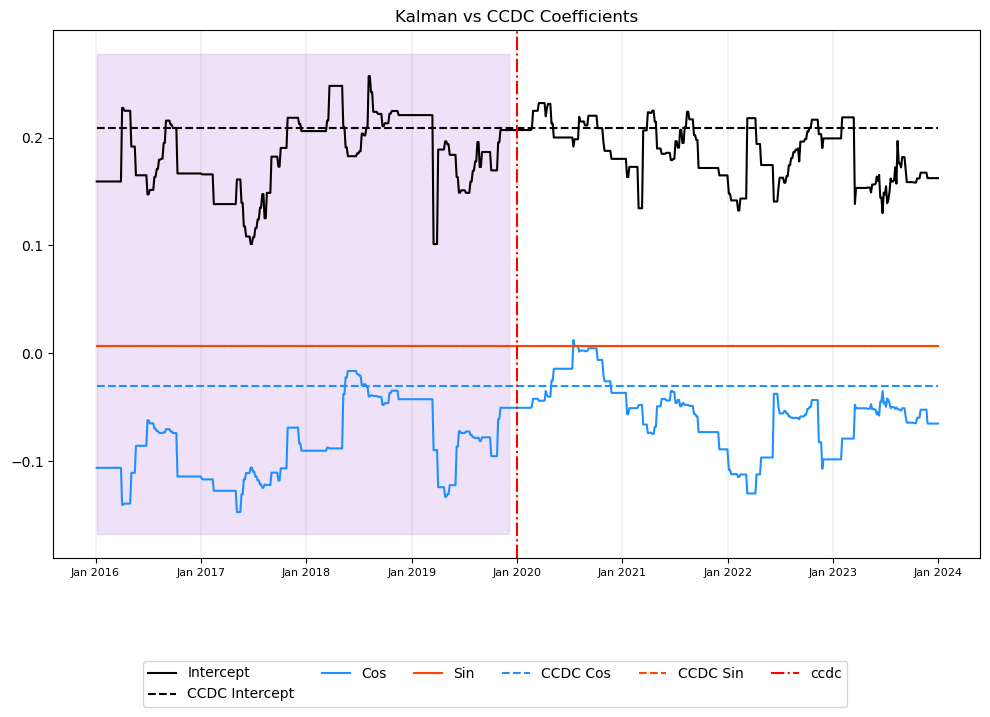 Kalman vs CCDC Coefficients
0.2
0.1
0.0
−0.1
Jan 2016 Jan 2017 Jan 2018 Jan 2019 Jan 2020 Jan 2021 Jan 2022 Jan 2023 Jan 2024
Intercept Cos Sin CCDC Cos CCDC Sin ccdc
CCDC Intercept